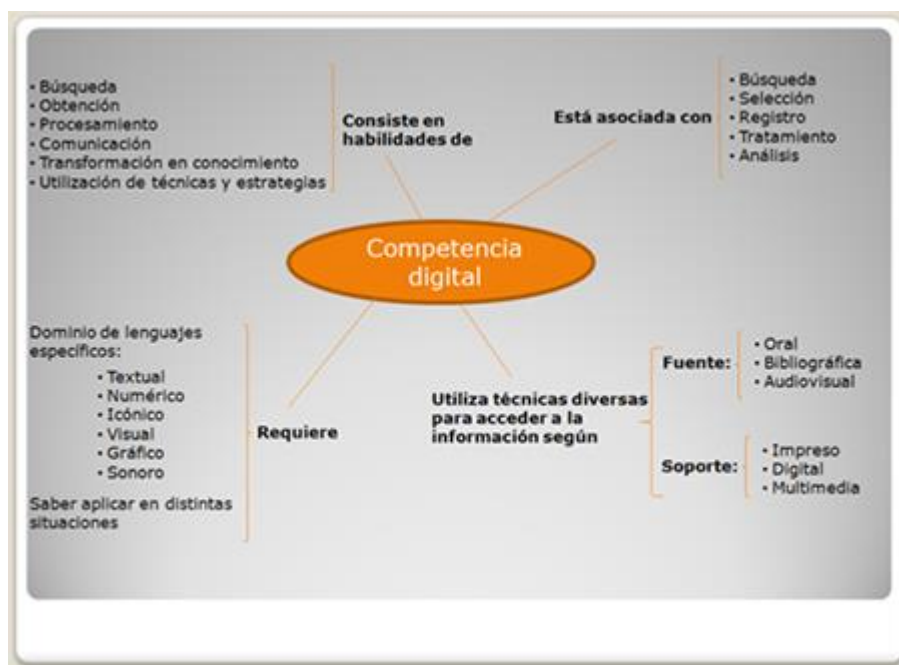 • Búsqueda
• Obtención
• Procesamiento
• Comunicación
• Transformación en conocimiento
• Utilización de técnicas y estrategias
Consiste en
habilidades de
Está asociada con
• Búsqueda
• Selección
• Registro
• Tratamiento
• Análisis
Competencia
digital
Dominio de lenguajes
específicos:
• Textual
• Numérico
• Icónico
• Visual
• Gráfico
• Sonoro
Saber aplicar en distintas
situaciones
Requiere
Utiliza técnicas diversas
para acceder a la
información según
Fuente:
• Oral
• Bibliográfica
• Audiovisual
Soporte:
• Impreso
• Digital
• Multimedia